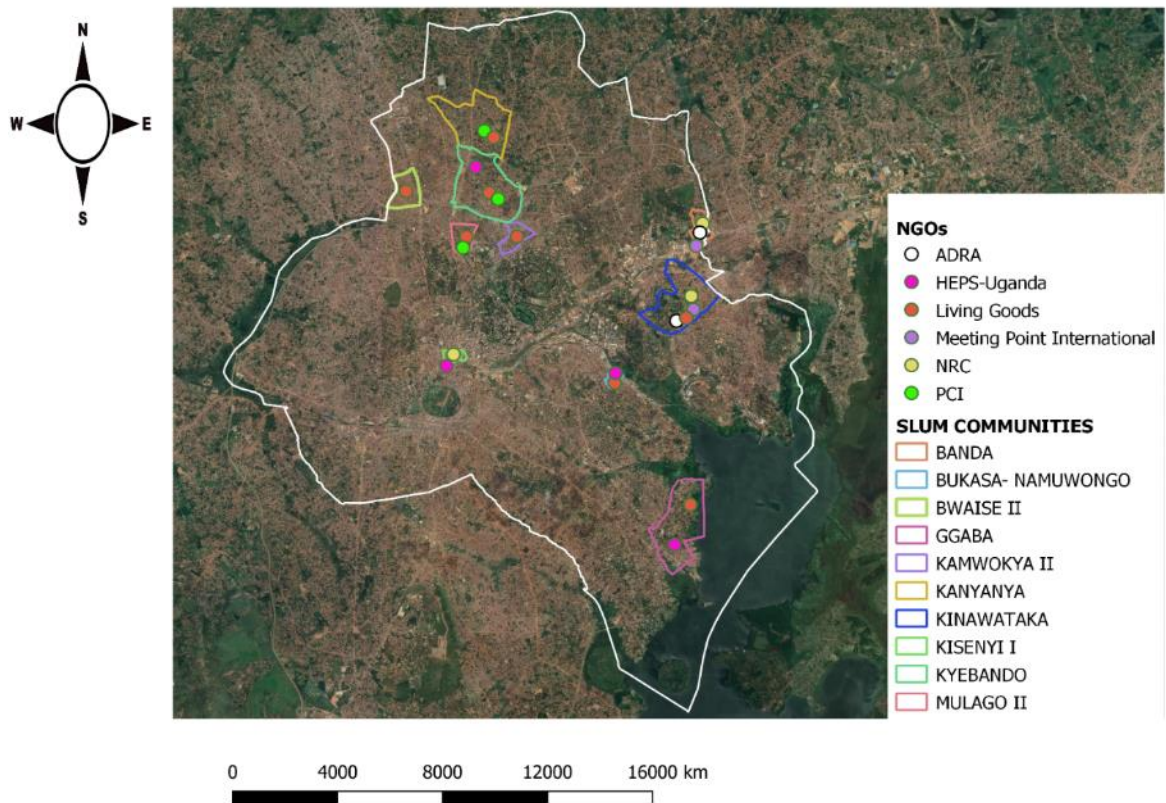 N
W
E
S
NGOs
ADRA
HEPS-Uganda
Living Goods
Meeting Point International
NRC
PCI
SLUM COMMUNITIES
BANDA
BUKASA- NAMUWONGO
BWAISE II
GGABA
KAMWOKYA II
KANYANYA
KINAWATAKA
KISENYI I
KYEBANDO
MULAGO II
0 4000 8000 12000 16000 km